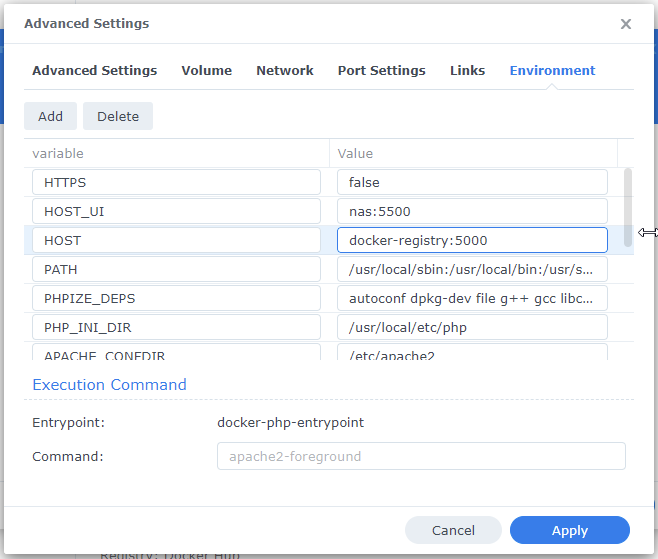 Advanced Settings
Advanced Settings Volume Network Port Settings Links Environment
Add Delete
variable Value
HTTPS false
HOST_UI nas:5500
HOST docker-registry:5000
PATH /usr/local/sbin:/usr/local/bin:/usr/s...
PHPIZE_DEPS autoconf dpkg-dev file g++ gcc libc...
PHP_INI_DIR /usr/local/etc/php
APACHE_CONFDIR /etc/apache2
Execution Command
Entrypoint: docker-php-entrypoint
Command: apache2-foreground
Cancel Apply
Registry: Docker Hub